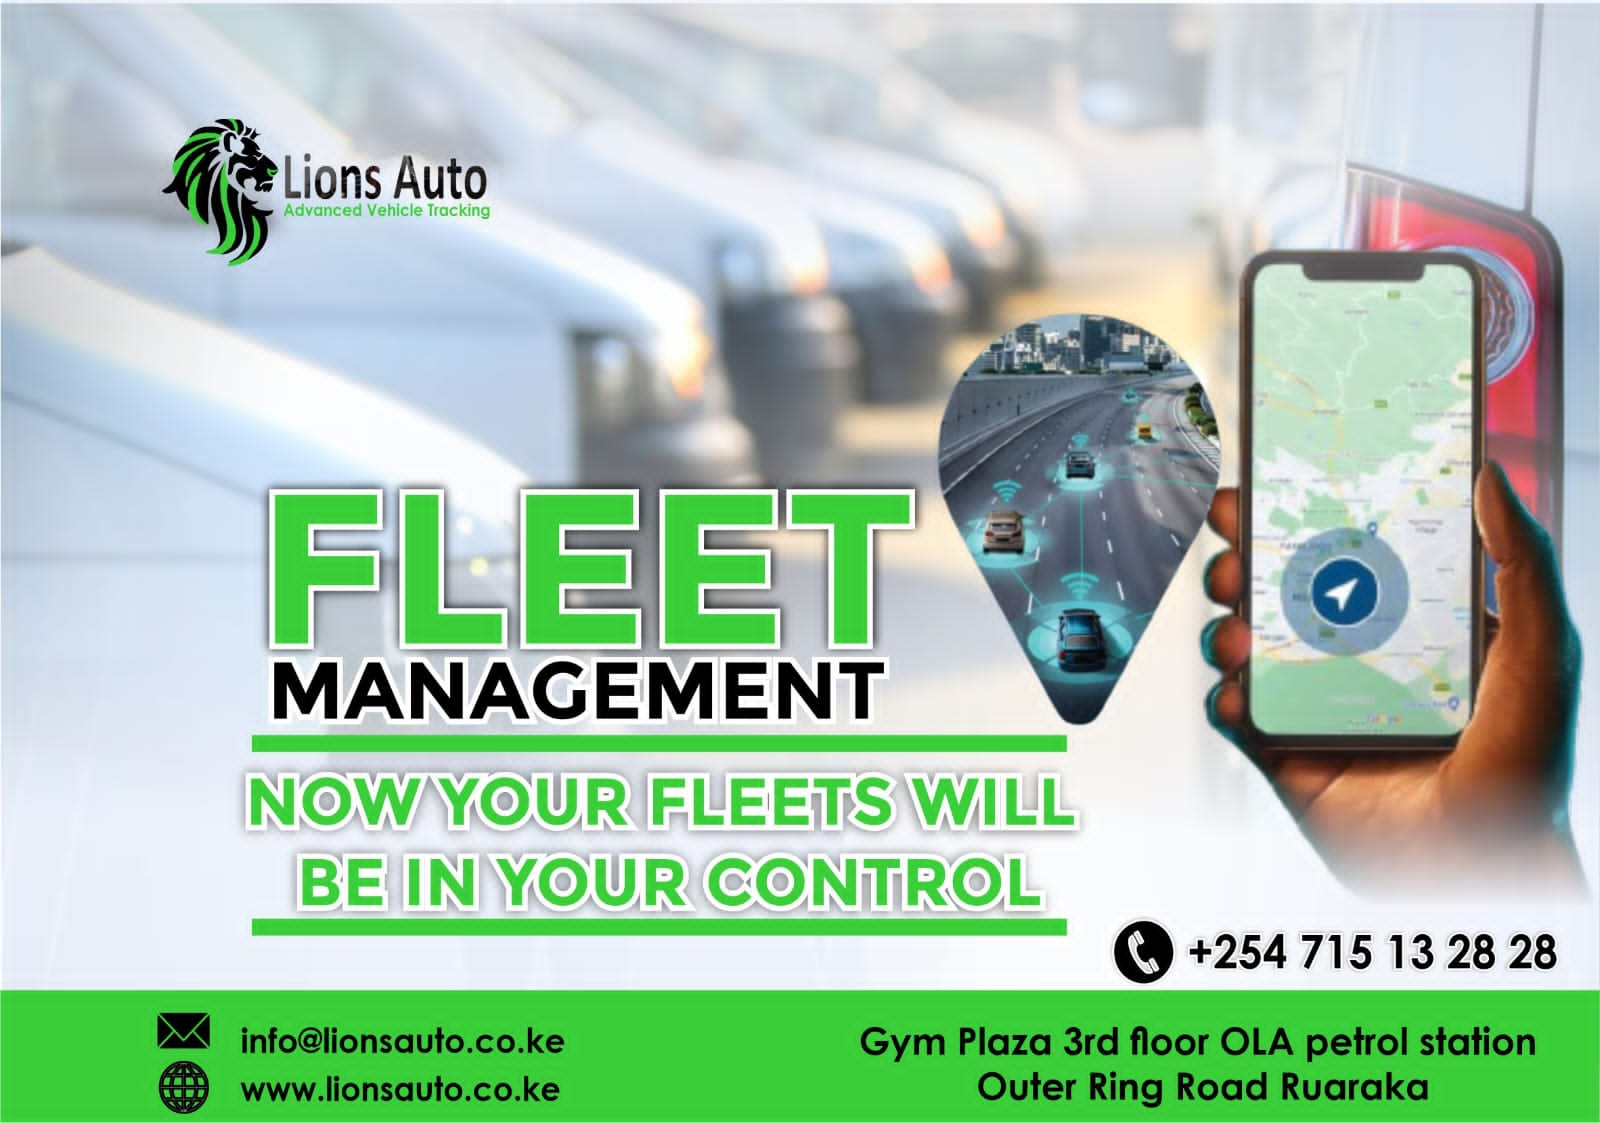 Lions Auto
Advanced Vehicle Tracking
FLEET
MANAGEMENT
NOW YOUR FLEETS WILL
BE IN YOUR CONTROL
+254 715 13 28 28
info@lionsauto.co.ke
www.lionsauto.co.ke
Gym Plaza 3rd floor OLA petrol station
Outer Ring Road Ruaraka